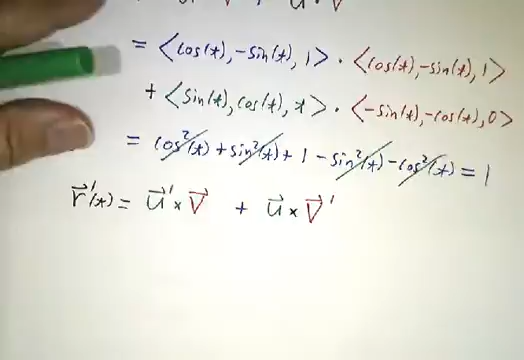 + u⃗ · v⃗
= <cos(t), -sin(t), 1> · <cos(t), -sin(t), 1>
+ <sin(t), cos(t), t> · <-sin(t), -cos(t), 0>
= cos²(t) + sin²(t) + 1 - sin²(t) - cos²(t) = 1
r⃗'(t) = u⃗' × v⃗ + u⃗ × v⃗'